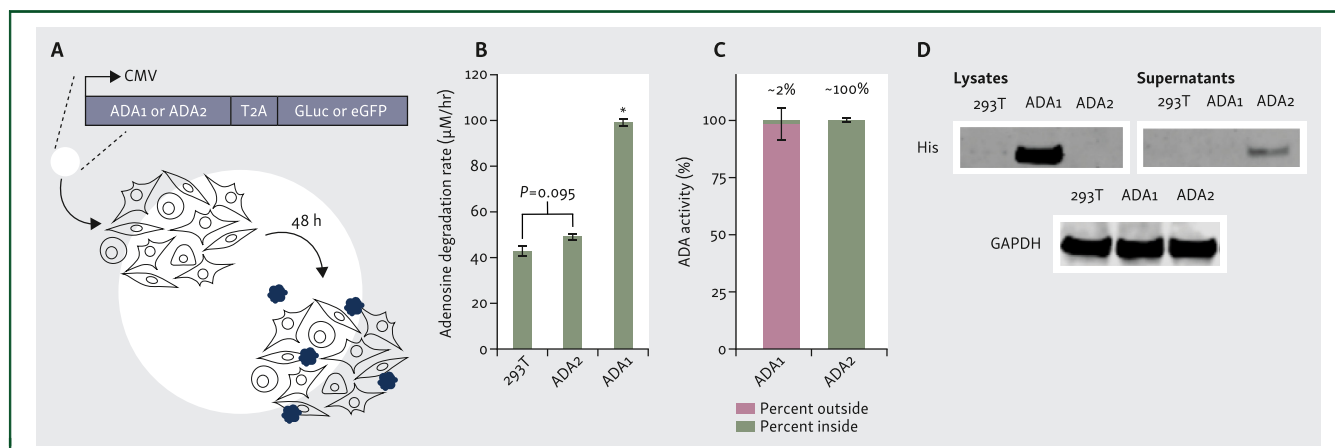 A
CMV
ADA1 or ADA2 T2A GLuc or eGFP
48 h
B
Adenosine degradation rate (μM/hr)
120
100
80
60
40
20
0
P=0.095
*
293T ADA2 ADA1
C
ADA activity (%)
~2% ~100%
100
75
50
25
0
ADA1 ADA2
Percent outside
Percent inside
D
Lysates Supernatants
293T ADA1 ADA2 293T ADA1 ADA2
His
293T ADA1 ADA2
GAPDH